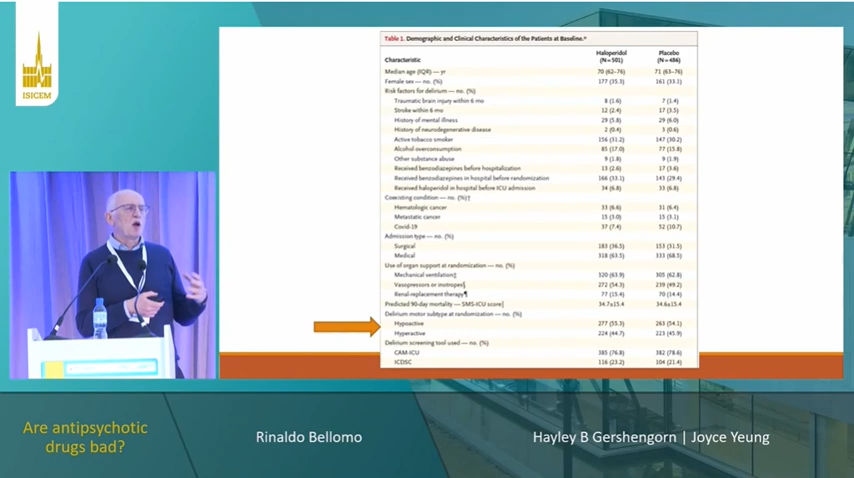 ISICEM
Table 1. Demographic and Clinical Characteristics of the Patients at Baseline.*
Characteristic Haloperidol (N=501) Placebo (N=486)
Median age (IQR) — yr 70 (62–76) 71 (63–76)
Female sex — no. (%) 177 (35.3) 161 (33.1)
Risk factors for delirium — no. (%)
Traumatic brain injury within 6 mo 8 (1.6) 7 (1.4)
Stroke within 6 mo 12 (2.4) 17 (3.5)
History of mental illness 29 (5.8) 29 (6.0)
History of neurodegenerative disease 2 (0.4) 3 (0.6)
Active tobacco smoker 156 (31.2) 147 (30.2)
Alcohol overconsumption 85 (17.0) 77 (15.8)
Other substance abuse 9 (1.8) 9 (1.9)
Received benzodiazepines before hospitalization 13 (2.6) 17 (3.6)
Received benzodiazepines in hospital before randomization 166 (33.1) 143 (29.4)
Received haloperidol in hospital before ICU admission 34 (6.8) 33 (6.8)
Coexisting condition — no. (%)†
Hematologic cancer 33 (6.6) 31 (6.4)
Metastatic cancer 15 (3.0) 15 (3.1)
Covid-19 37 (7.4) 52 (10.7)
Admission type — no. (%)
Surgical 183 (36.5) 153 (31.5)
Medical 318 (63.5) 333 (68.5)
Use of organ support at randomization — no. (%)
Mechanical ventilation‡ 320 (63.9) 305 (62.8)
Vasopressors or inotropes§ 272 (54.3) 239 (49.2)
Renal-replacement therapy¶ 77 (15.4) 70 (14.4)
Predicted 90-day mortality — SMS-ICU score‖ 34.7±15.4 34.6±15.4
Delirium motor subtype at randomization — no. (%)
Hypoactive 277 (55.3) 263 (54.1)
Hyperactive 224 (44.7) 223 (45.9)
Delirium screening tool used — no. (%)
CAM-ICU 385 (76.8) 382 (78.6)
ICDSC 116 (23.2) 104 (21.4)
Are antipsychotic
drugs bad?
Rinaldo Bellomo
Hayley B Gershengorn | Joyce Yeung